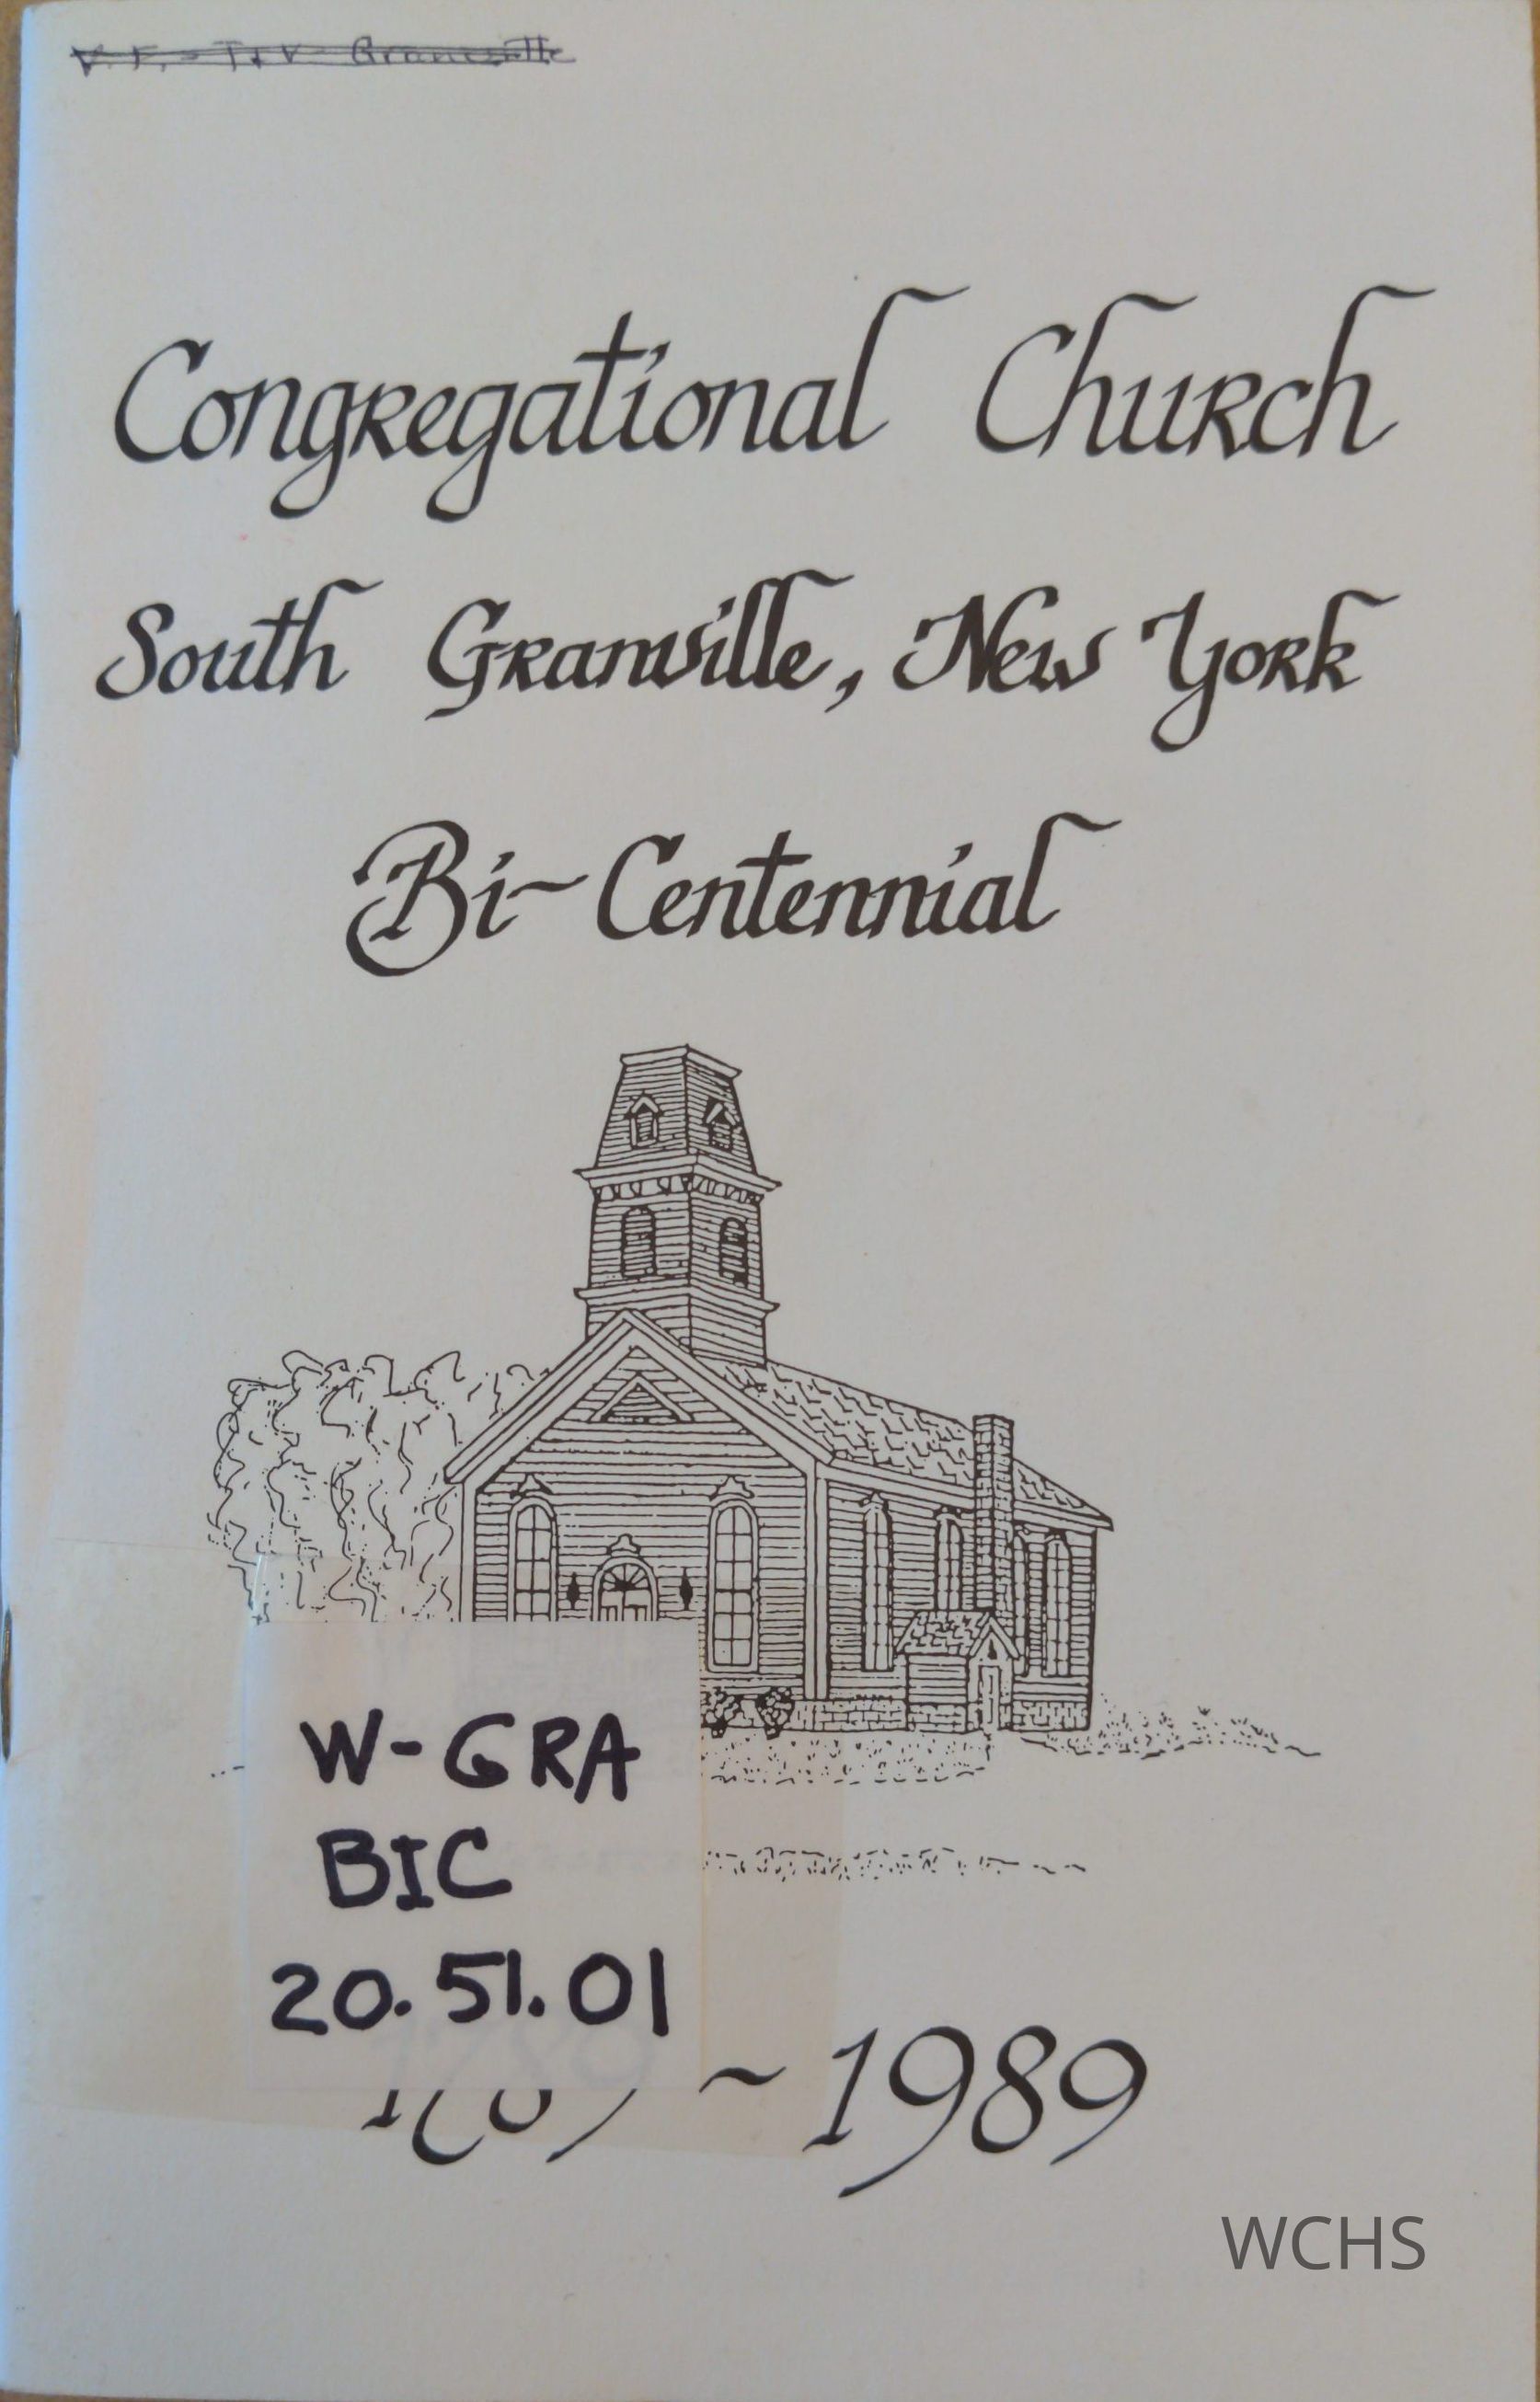 Congregational Church
South Granville, New York
Bi~Centennial
W-GRA
BIC
20.51.01
~1989
WCHS